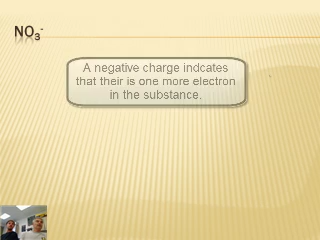 NO₃⁻
A negative charge indcates
that their is one more electron
in the substance.